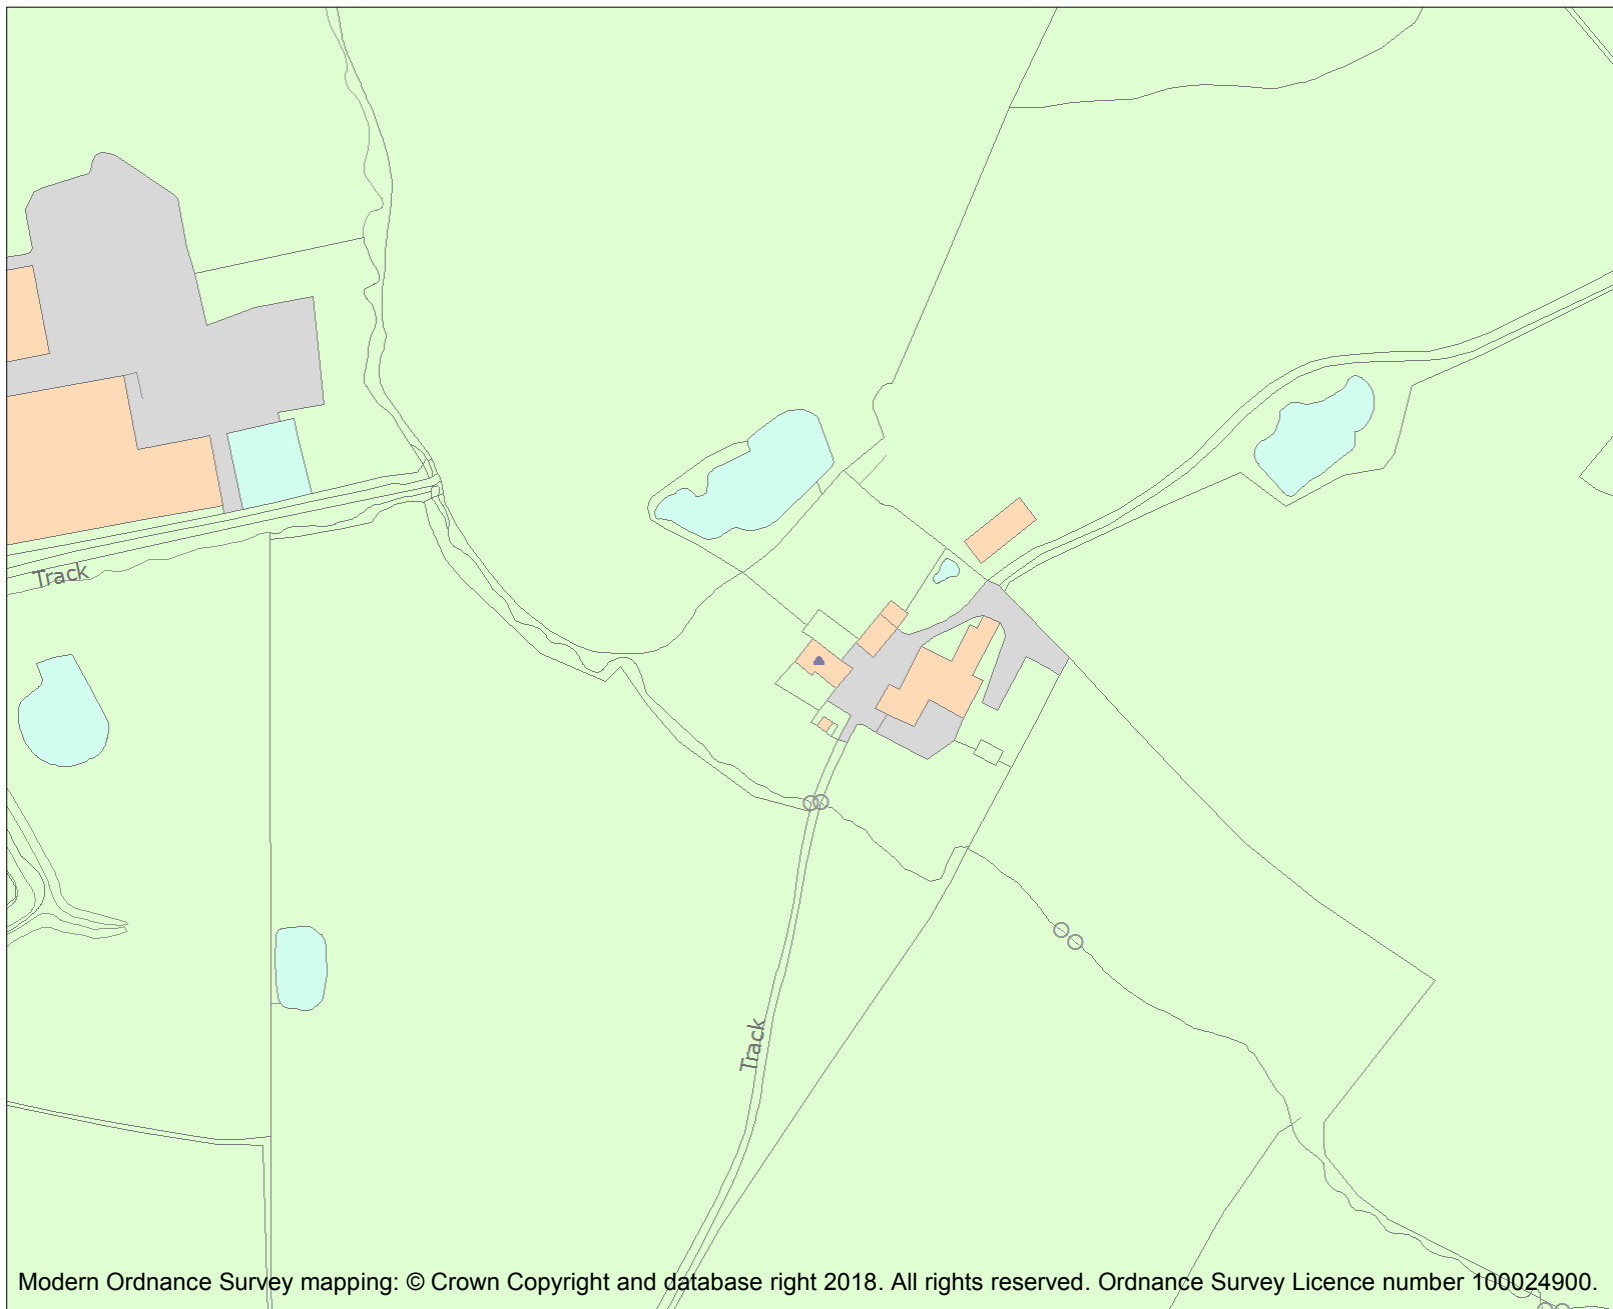 Track
Track
Modern Ordnance Survey mapping: © Crown Copyright and database right 2018. All rights reserved. Ordnance Survey Licence number 100024900.